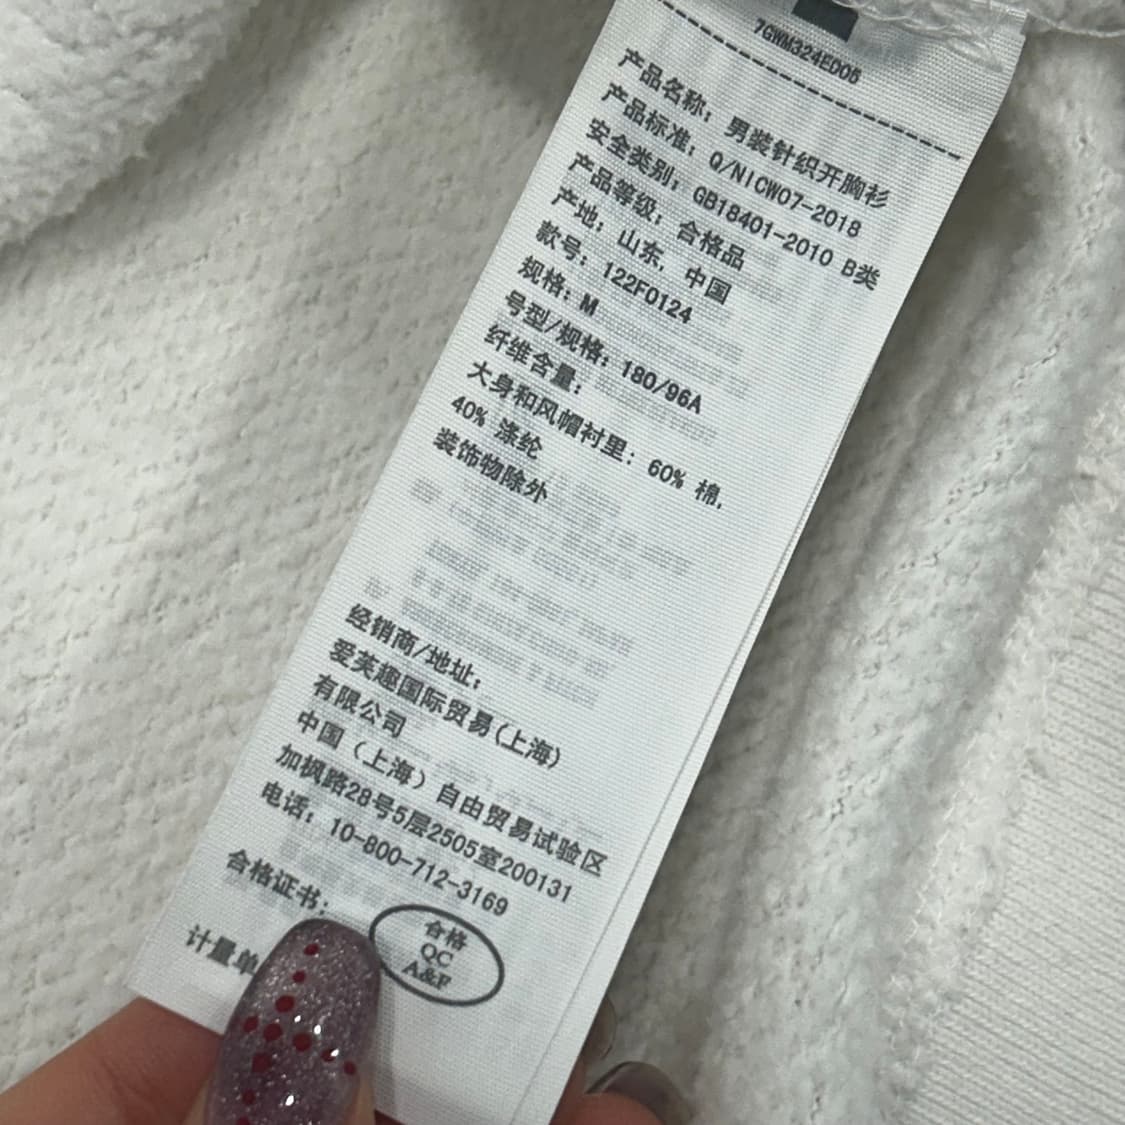 7GWM324ED05
产品名称：男装针织开胸衫
产品标准：Q/NICW07-2018
安全类别：GB18401-2010 B类
产品等级：合格品
产地：山东，中国
款号：122F0124
规格：M
号型/规格：180/96A
纤维含量：
大身和风帽衬里：60% 棉，
40% 涤纶
装饰物除外
经销商/地址：
爱芙趣国际贸易(上海)
有限公司
中国（上海）自由贸易试验区
加枫路28号5层2505室200131
电话：10-800-712-3169
合格证书：
合格
QC
A&F
计量单